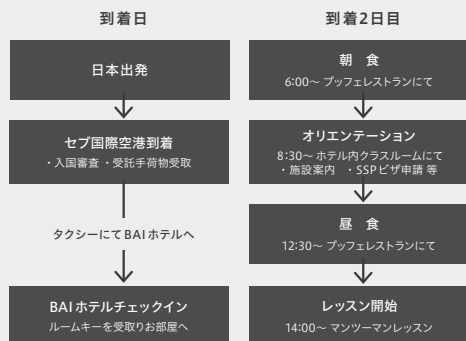 到着日
日本出発
セブ国際空港到着
・入国審査 ・受託手荷物受取
タクシーにてBAIホテルへ
BAIホテルチェックイン
ルームキーを受取りお部屋へ
到着2日目
朝 食
6:00〜 ブッフェレストランにて
オリエンテーション
8:30〜 ホテル内クラスルームにて
・施設案内 ・SSPビザ申請 等
昼 食
12:30〜 ブッフェレストランにて
レッスン開始
14:00〜 マンツーマンレッスン